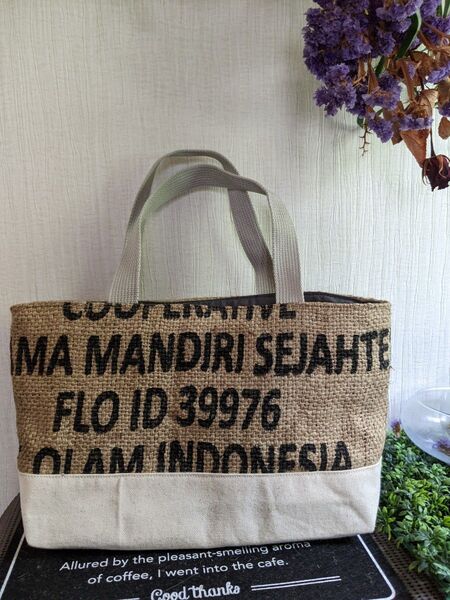 COOPERATIVE
MA MANDIRI SEJAHTE
FLO ID 39976
OLAM INDONESIA
Allured by the pleasant-smelling aroma
of coffee, I went into the cafe.
Good thanks